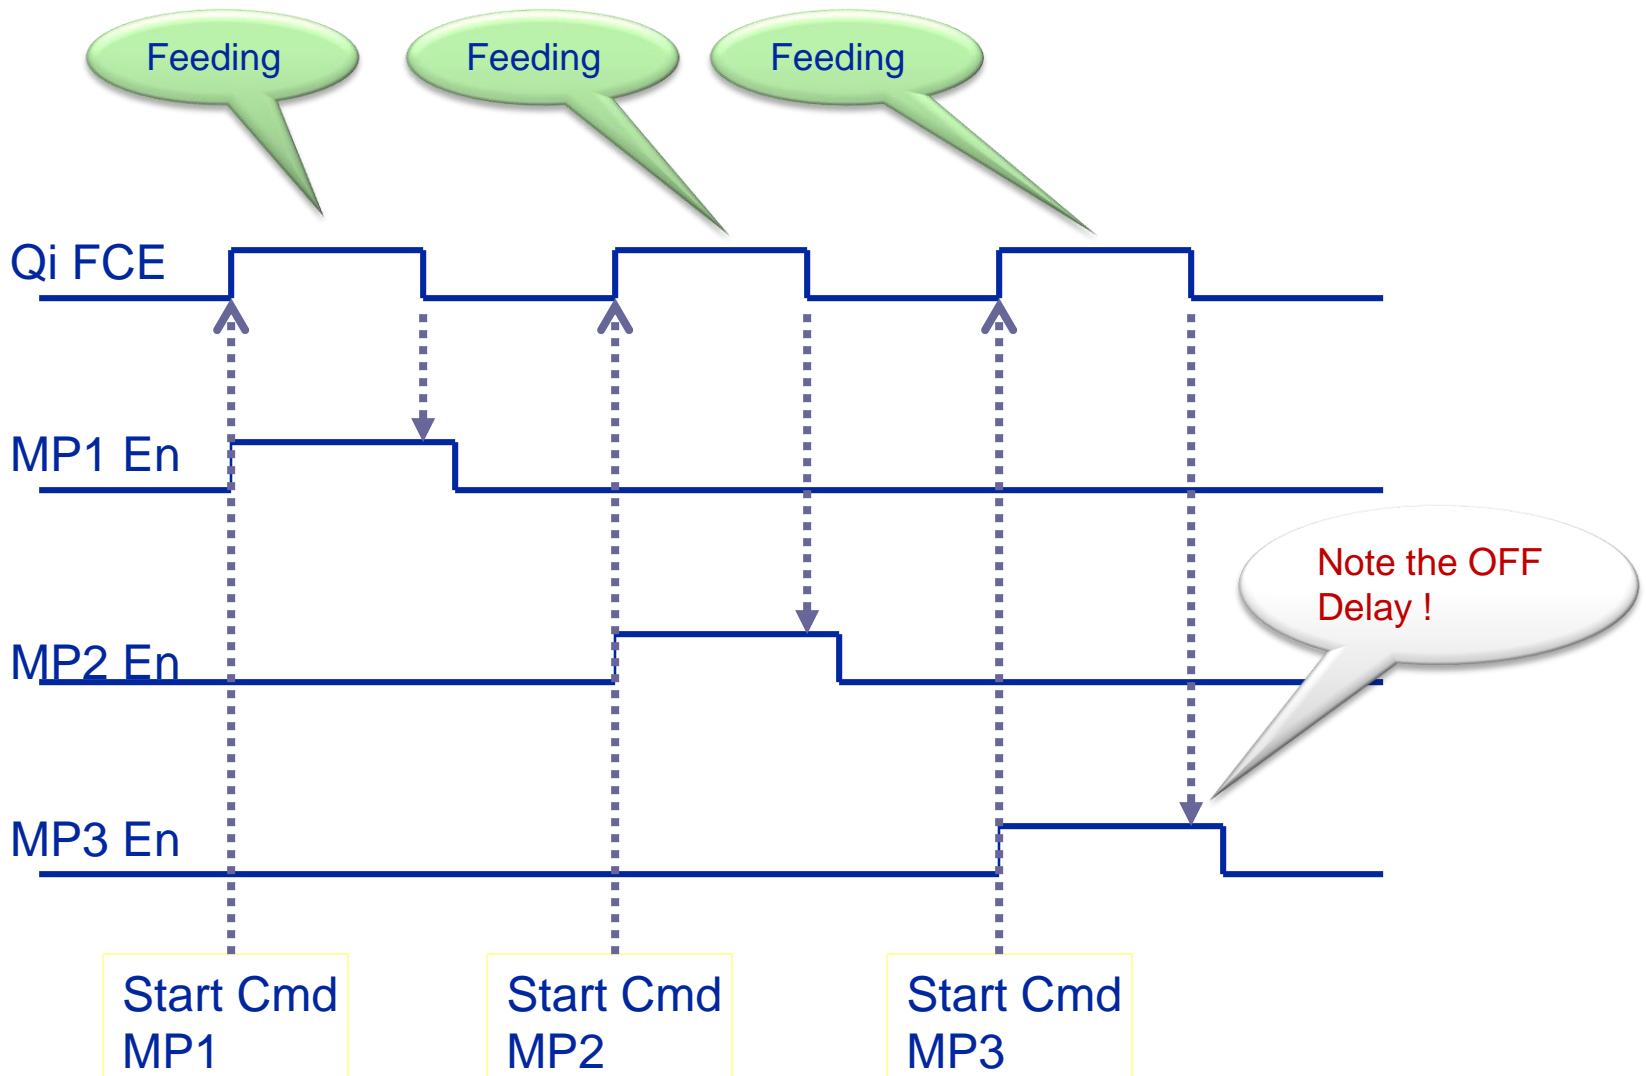 Feeding
Feeding
Feeding
Qi FCE
MP1 En
Note the OFF
Delay !
MP2 En
MP3 En
Start Cmd
MP1
Start Cmd
MP2
Start Cmd
MP3